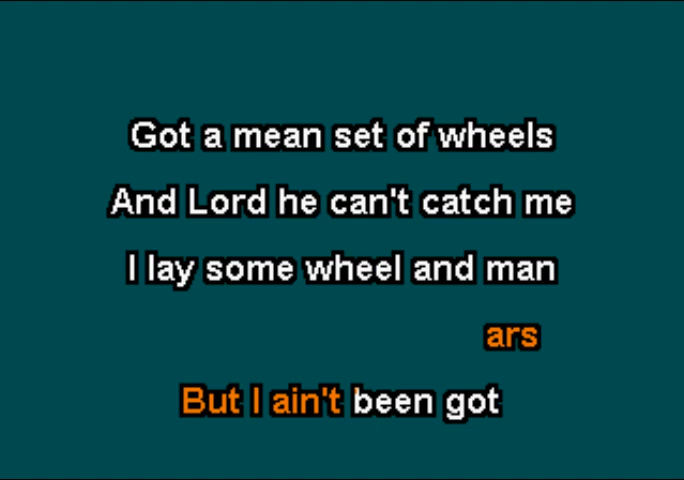 Got a mean set of wheels
And Lord he can't catch me
I lay some wheel and man
ars
But I ain't been got